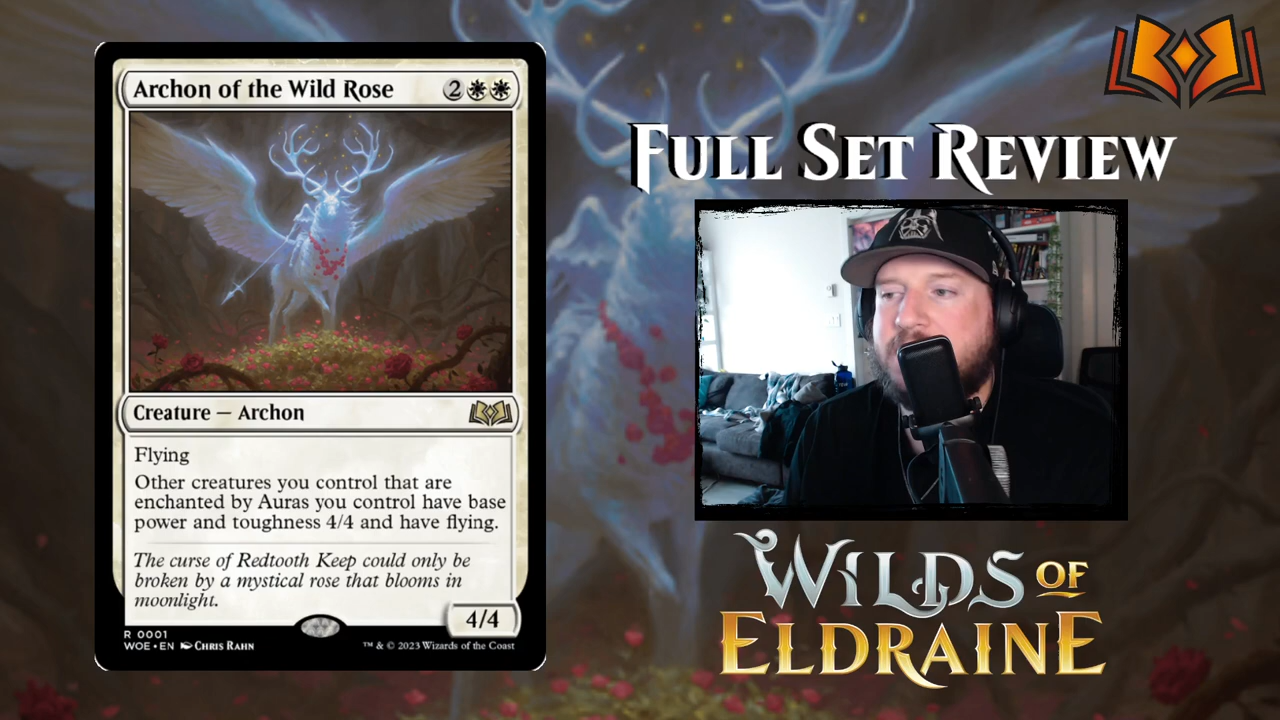 Archon of the Wild Rose 2
Creature — Archon
Flying
Other creatures you control that are
enchanted by Auras you control have base
power and toughness 4/4 and have flying.
The curse of Redtooth Keep could only be
broken by a mystical rose that blooms in
moonlight.
4/4
R 0001
WOE • EN Chris Rahn
™ & © 2023 Wizards of the Coast
Full Set Review
Wilds of
Eldraine